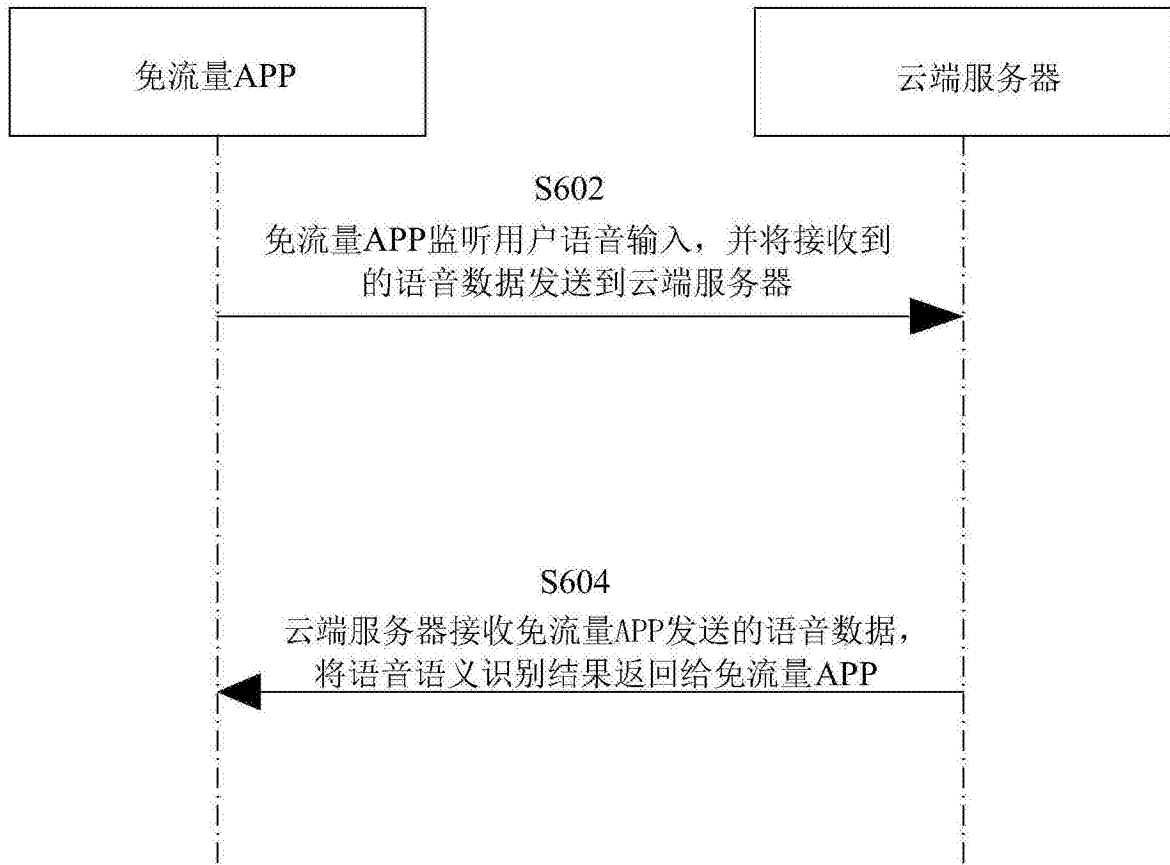 免流量APP
云端服务器
S602
免流量APP监听用户语音输入，并将接收到
的语音数据发送到云端服务器
S604
云端服务器接收免流量APP发送的语音数据，
将语音语义识别结果返回给免流量APP